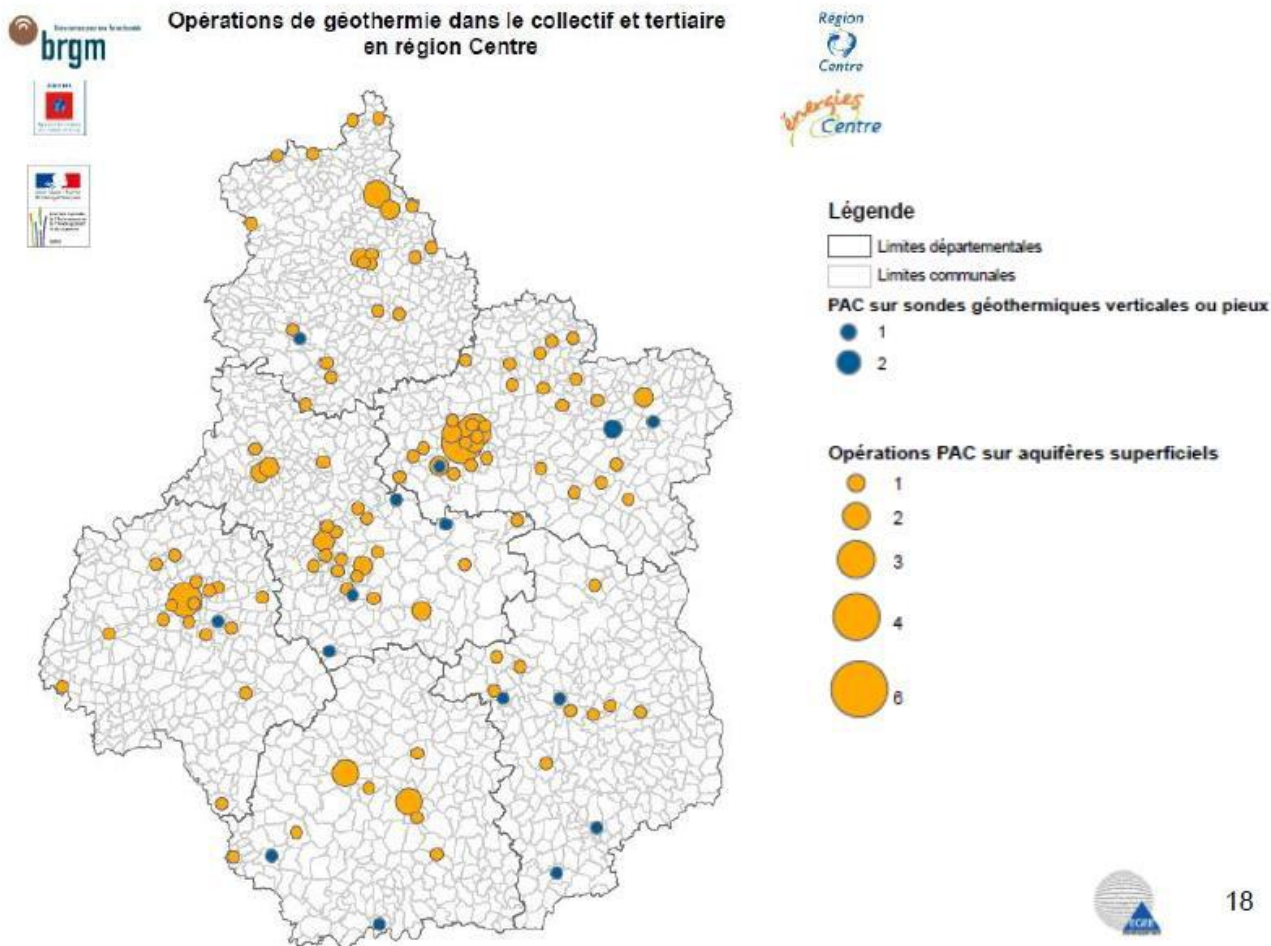 Opérations de géothermie dans le collectif et tertiaire
en région Centre
brgm
Région
Centre
énergies
Centre
Légende
Limites départementales
Limites communales
PAC sur sondes géothermiques verticales ou pieux
1
2
Opérations PAC sur aquifères superficiels
1
2
3
4
6
18